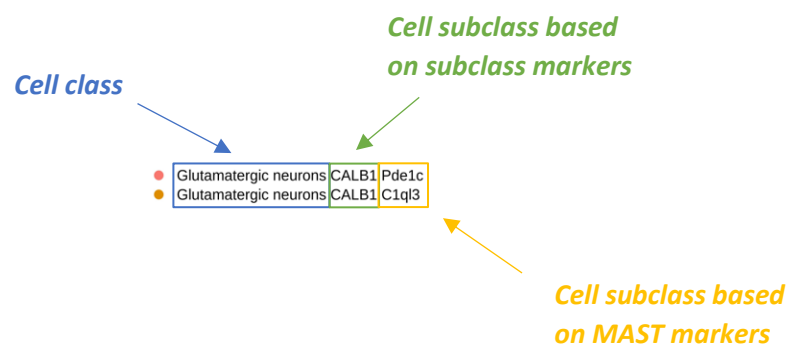 Cell subclass based
on subclass markers
Cell class
Glutamatergic neurons CALB1 Pde1c
Glutamatergic neurons CALB1 C1ql3
Cell subclass based
on MAST markers